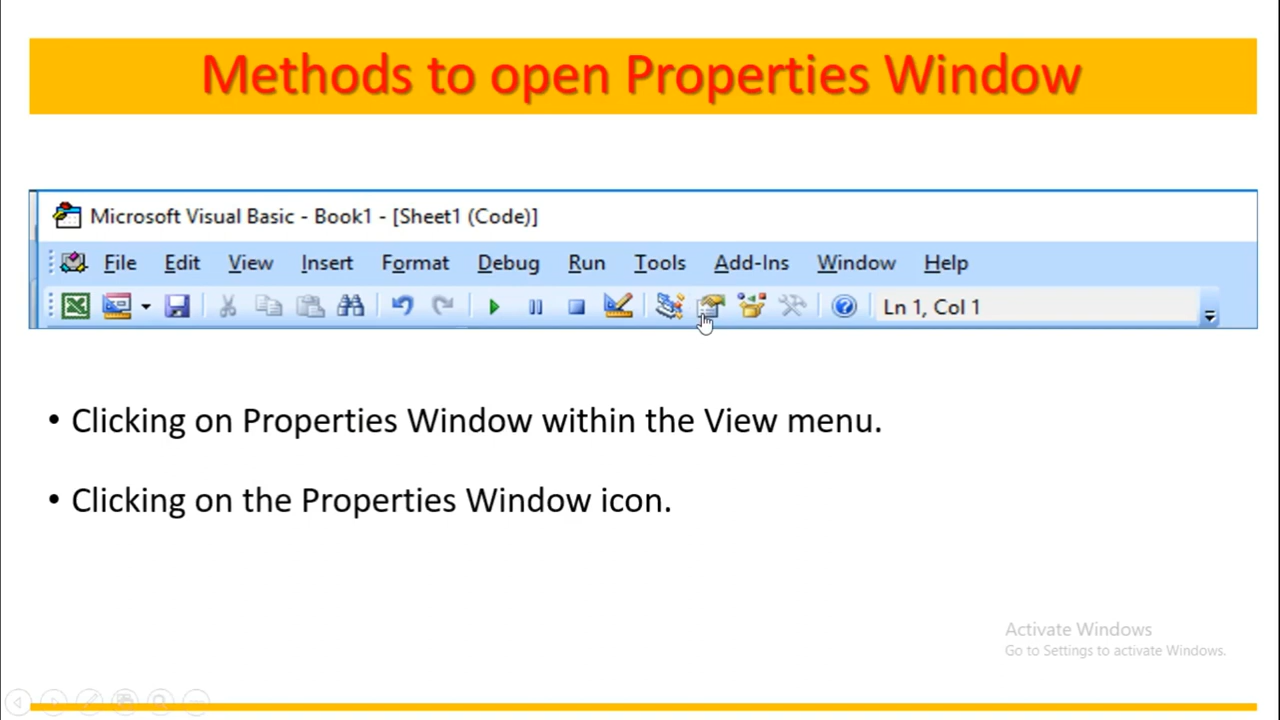 Methods to open Properties Window
Microsoft Visual Basic - Book1 - [Sheet1 (Code)]
File Edit View Insert Format Debug Run Tools Add-Ins Window Help
Ln 1, Col 1
• Clicking on Properties Window within the View menu.
• Clicking on the Properties Window icon.
Activate Windows
Go to Settings to activate Windows.